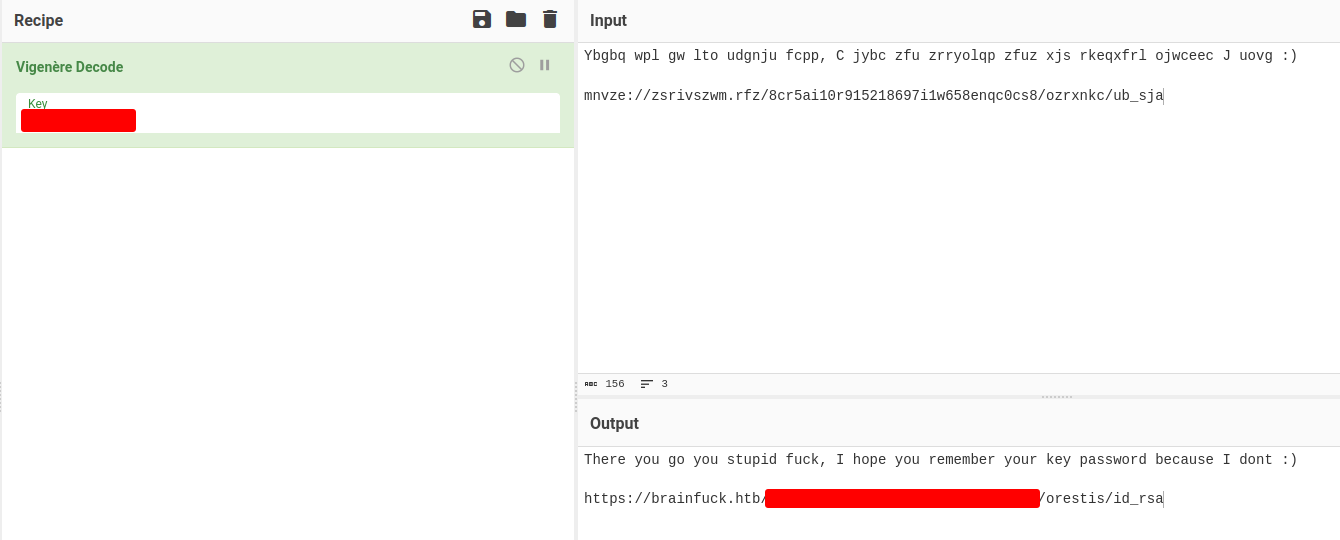 Recipe
Vigenère Decode
Key
Input
Ybgbq wpl gw lto udgnju fcpp, C jybc zfu zrryolqp zfuz xjs rkeqxfrl ojwceec J uovg :)
mnvze://zsrivszwm.rfz/8cr5ai10r915218697i1w658enqc0cs8/ozrxnkc/ub_sja
ABC 156 3
Output
There you go you stupid fuck, I hope you remember your key password because I dont :)
https://brainfuck.htb/ /orestis/id_rsa